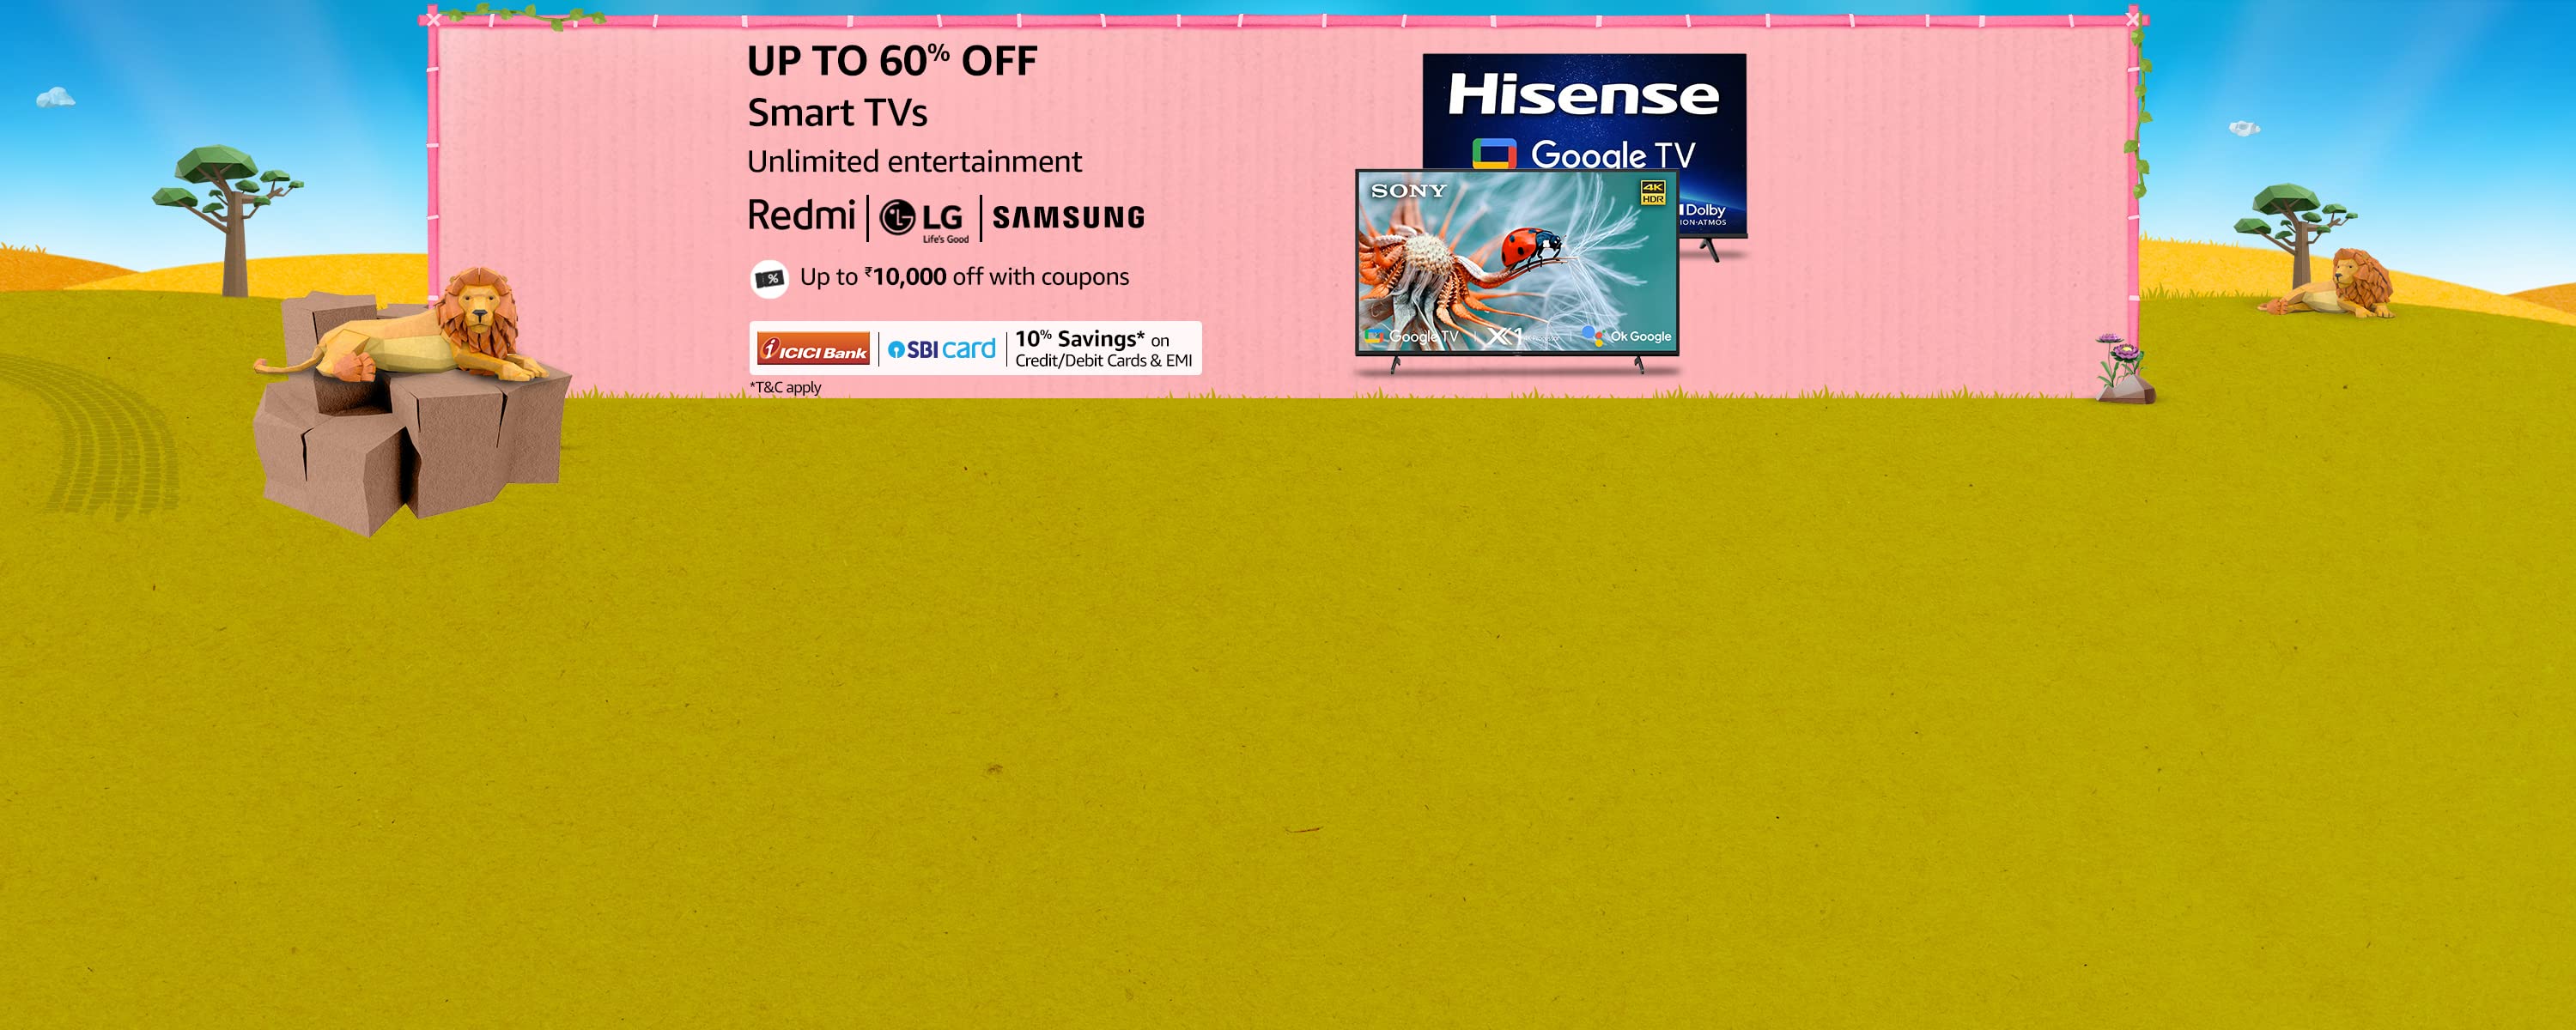 UP TO 60% OFF
Smart TVs
Unlimited entertainment
Redmi | LG | SAMSUNG
Life's Good
Up to ₹10,000 off with coupons
ICICI Bank | SBI card | 10% Savings* on
Credit/Debit Cards & EMI
*T&C apply
Hisense
Google TV
Dolby
ION·ATMOS
SONY
4K
HDR
Google TV | X1 | Ok Google